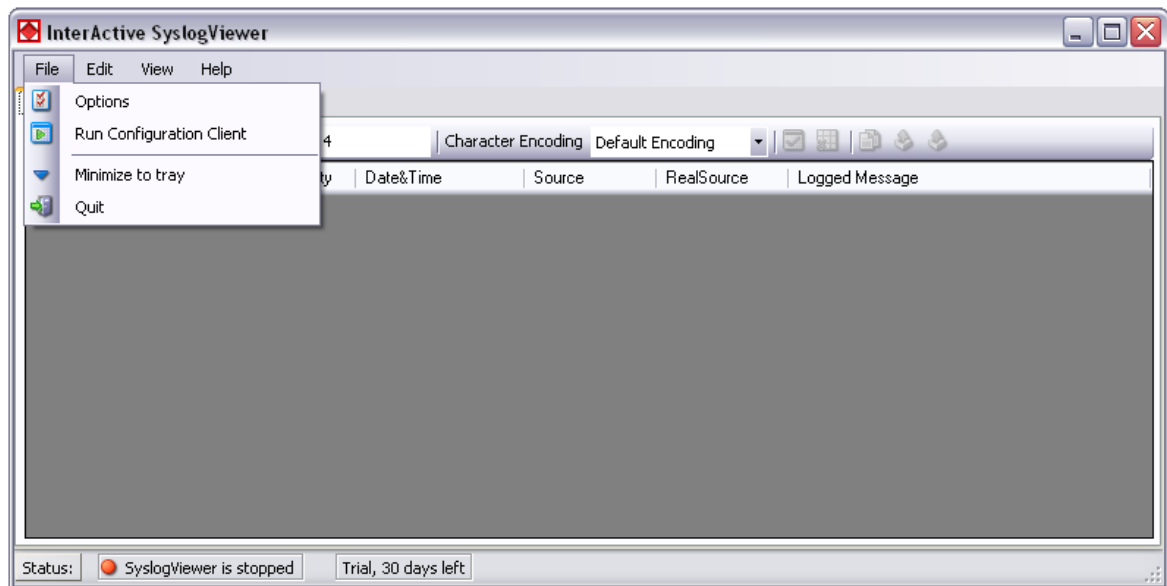 InterActive SyslogViewer
File Edit View Help
Options
Run Configuration Client
4 Character Encoding Default Encoding
Minimize to tray
ty Date&Time Source RealSource Logged Message
Quit
Status: SyslogViewer is stopped Trial, 30 days left